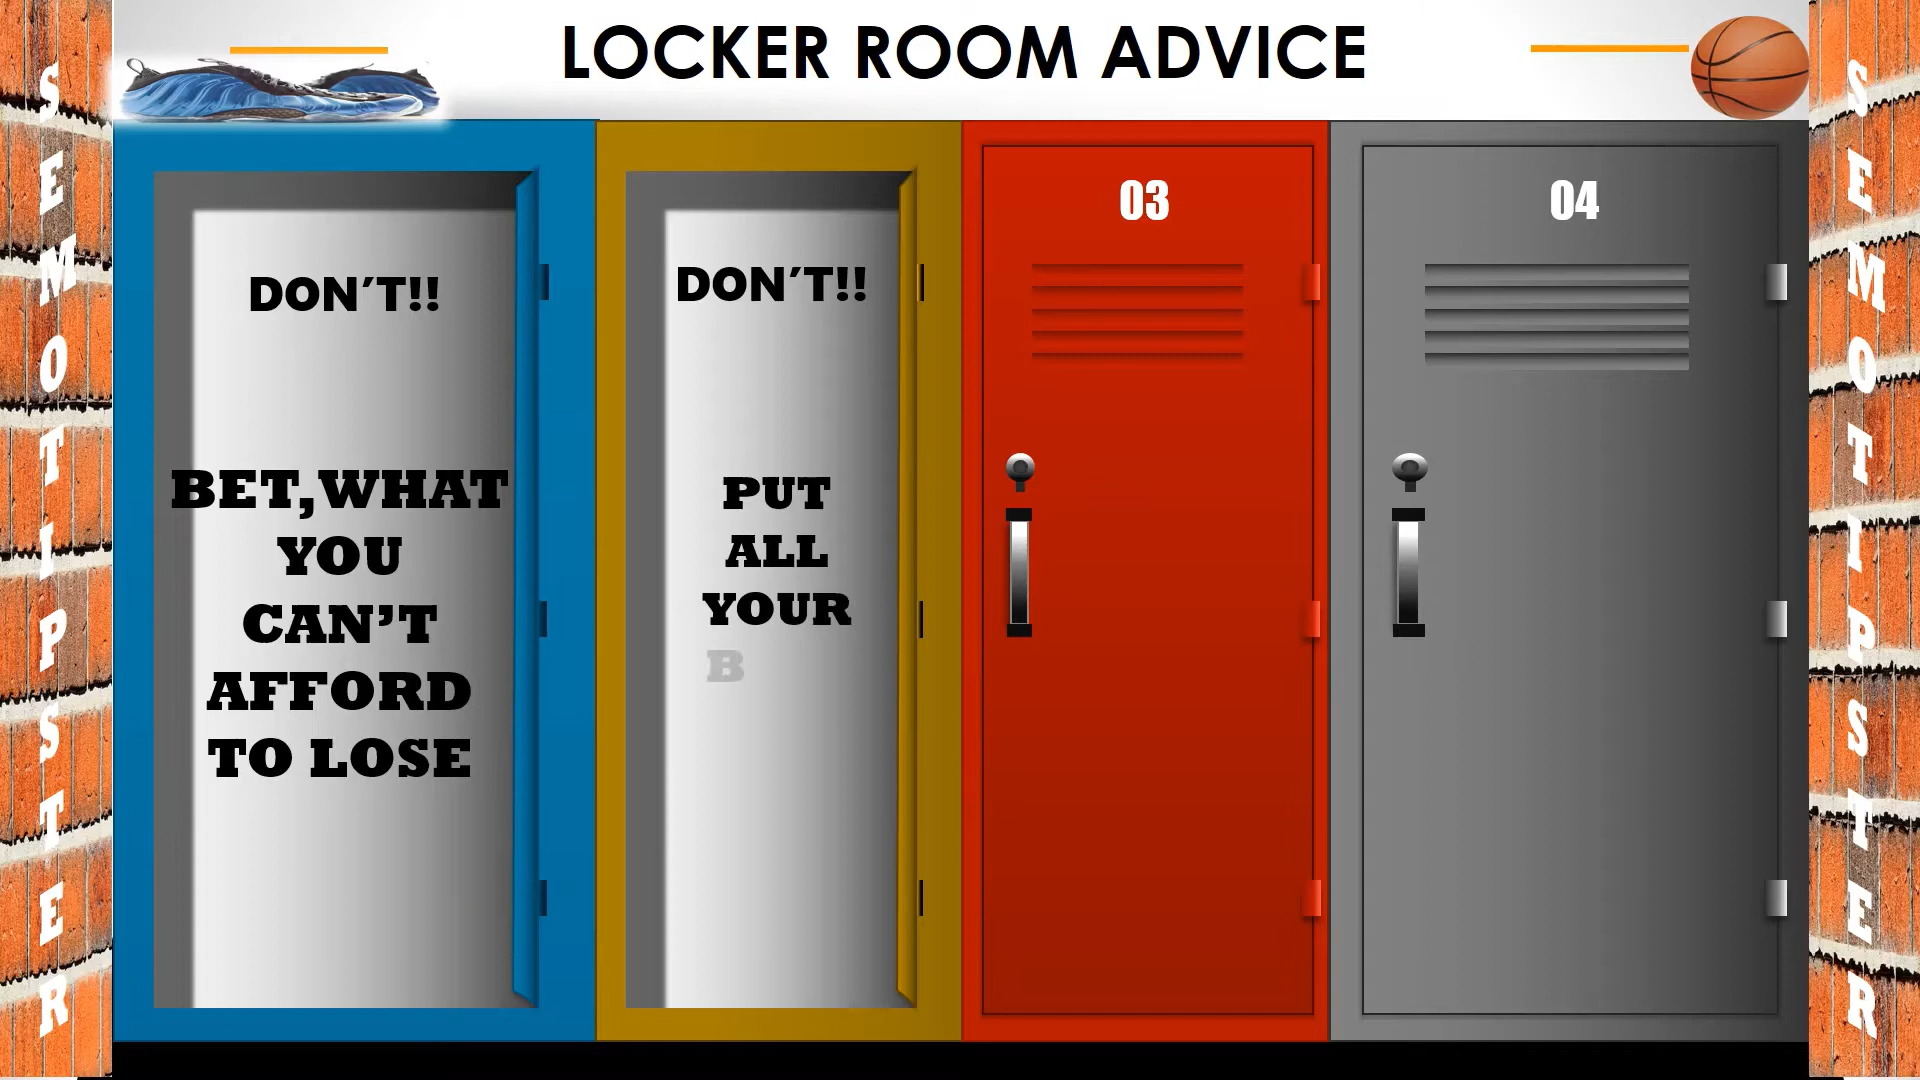 LOCKER ROOM ADVICE
SEMOTIPSTER
DON'T!!
BET,WHAT
YOU
CAN'T
AFFORD
TO LOSE
DON'T!!
PUT
ALL
YOUR
B
03
04
SEMOTIPSTER